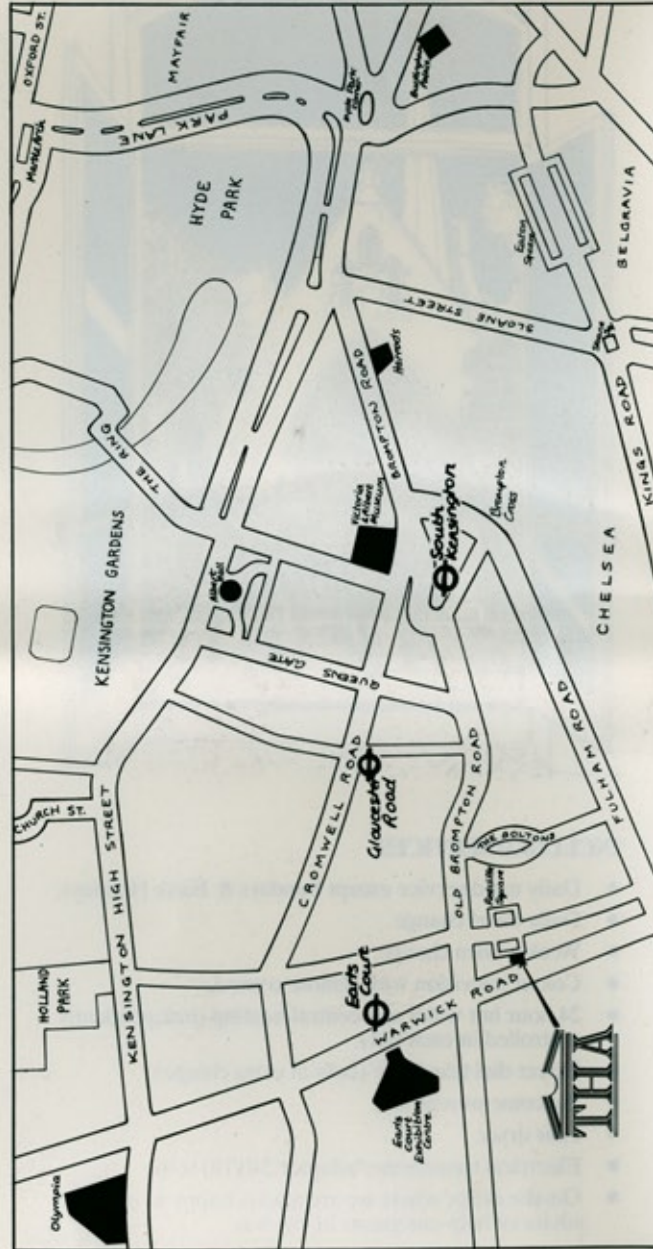 OXFORD ST.
Marble Arch
MAYFAIR
PARK LANE
HYDE
PARK
Hyde Park
Corner
Buckingham
Palace
Eaton
Square
BELGRAVIA
SLOANE STREET
Sloane
Sq.
KINGS ROAD
CHELSEA
Harrods
BROMPTON ROAD
THE RING
KENSINGTON GARDENS
Albert
Hall
Victoria
& Albert
Museum
South
Kensington
Brompton
Cross
QUEENS GATE
CROMWELL ROAD
Gloucester
Road
OLD BROMPTON ROAD
FULHAM ROAD
THE BOLTONS
Square
CHURCH ST.
KENSINGTON HIGH STREET
HOLLAND
PARK
Earls
Court
WARWICK ROAD
Earls
Court
Exhibition
Centre
Olympia
THA